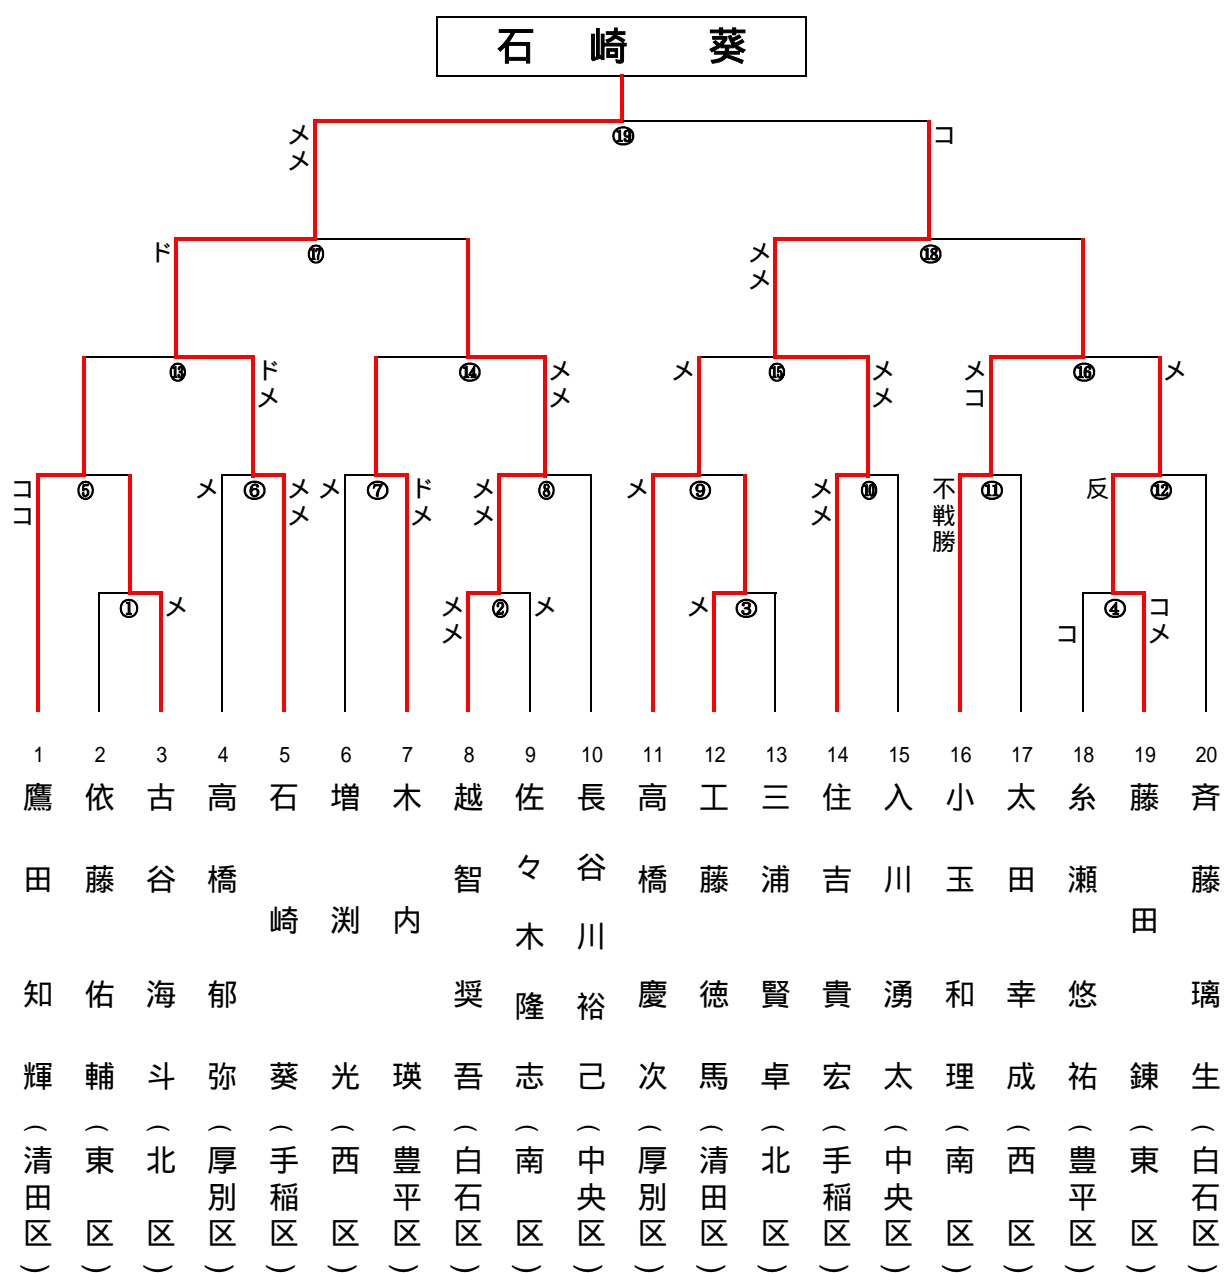 石崎 葵
⑲
メメ
コ
⑰
ド
⑱
メメ
⑬
ドメ
⑭
メメ
⑮
メ
メメ
⑯
メコ
メ
⑤
ココ
⑥
メ
メメ
⑦
メ
ドメ
⑧
メメ
⑨
メ
⑩
メメ
⑪
不戦勝
⑫
反
①
メ
②
メメ
メ
③
メ
④
コ
コメ
1 鷹田知輝(清田区)
2 依藤佑輔(東区)
3 古谷海斗(北区)
4 高橋郁弥(厚別区)
5 石崎葵(手稲区)
6 増渕光(西区)
7 木内瑛(豊平区)
8 越智奨吾(白石区)
9 佐々木隆志(南区)
10 長谷川裕己(中央区)
11 高橋慶次(厚別区)
12 工藤徳馬(清田区)
13 三浦賢卓(北区)
14 住吉貴宏(手稲区)
15 入川湧太(中央区)
16 小玉和理(南区)
17 太田幸成(西区)
18 糸瀬悠祐(豊平区)
19 藤田錬(東区)
20 斉藤璃生(白石区)